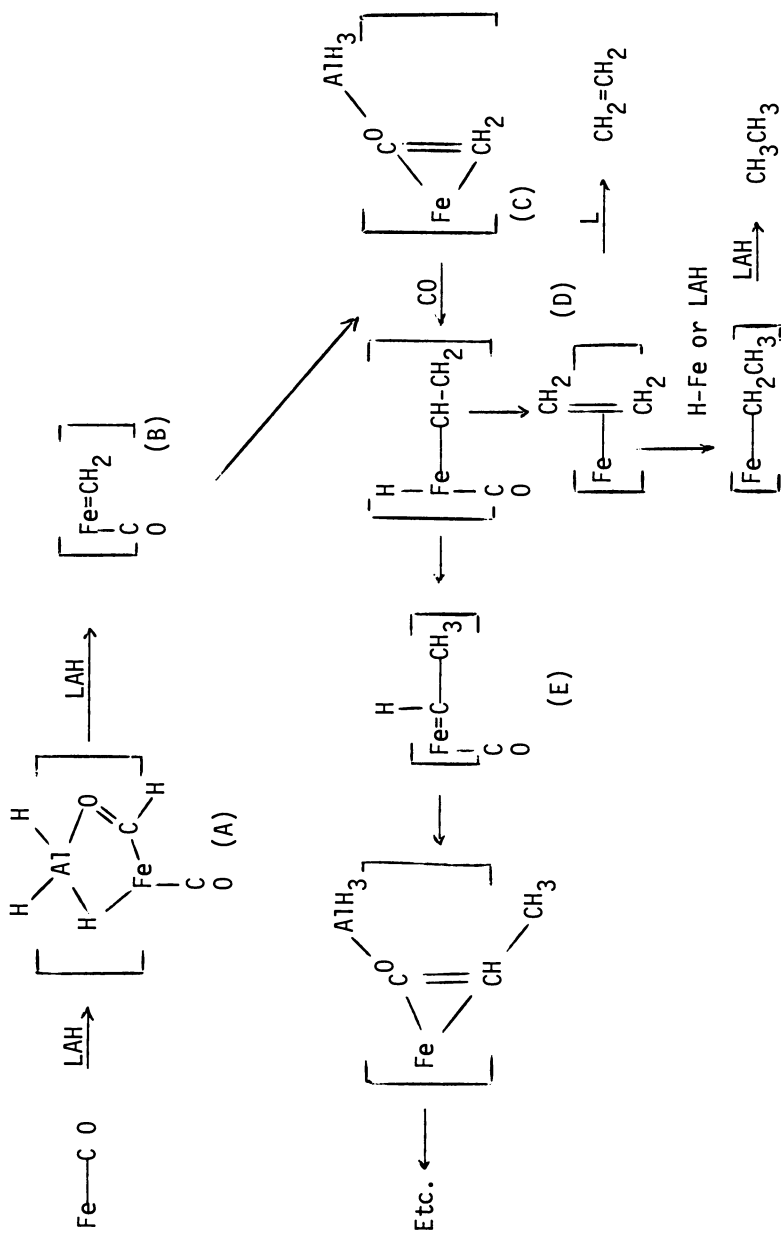 Fe—C O
LAH
H
H
Al
H
O
Fe
C
H
C
O
(A)
LAH
Fe=CH2
C
O
(B)
AlH3
CO
Fe
CH2
(C)
CO
H
Fe—CH-CH2
C
O
H
Fe=C—CH3
C
O
(E)
AlH3
CO
Fe
CH
CH3
Etc.
CH2
Fe
CH2
(D)
L
CH2=CH2
H-Fe or LAH
Fe—CH2CH3
LAH
CH3CH3